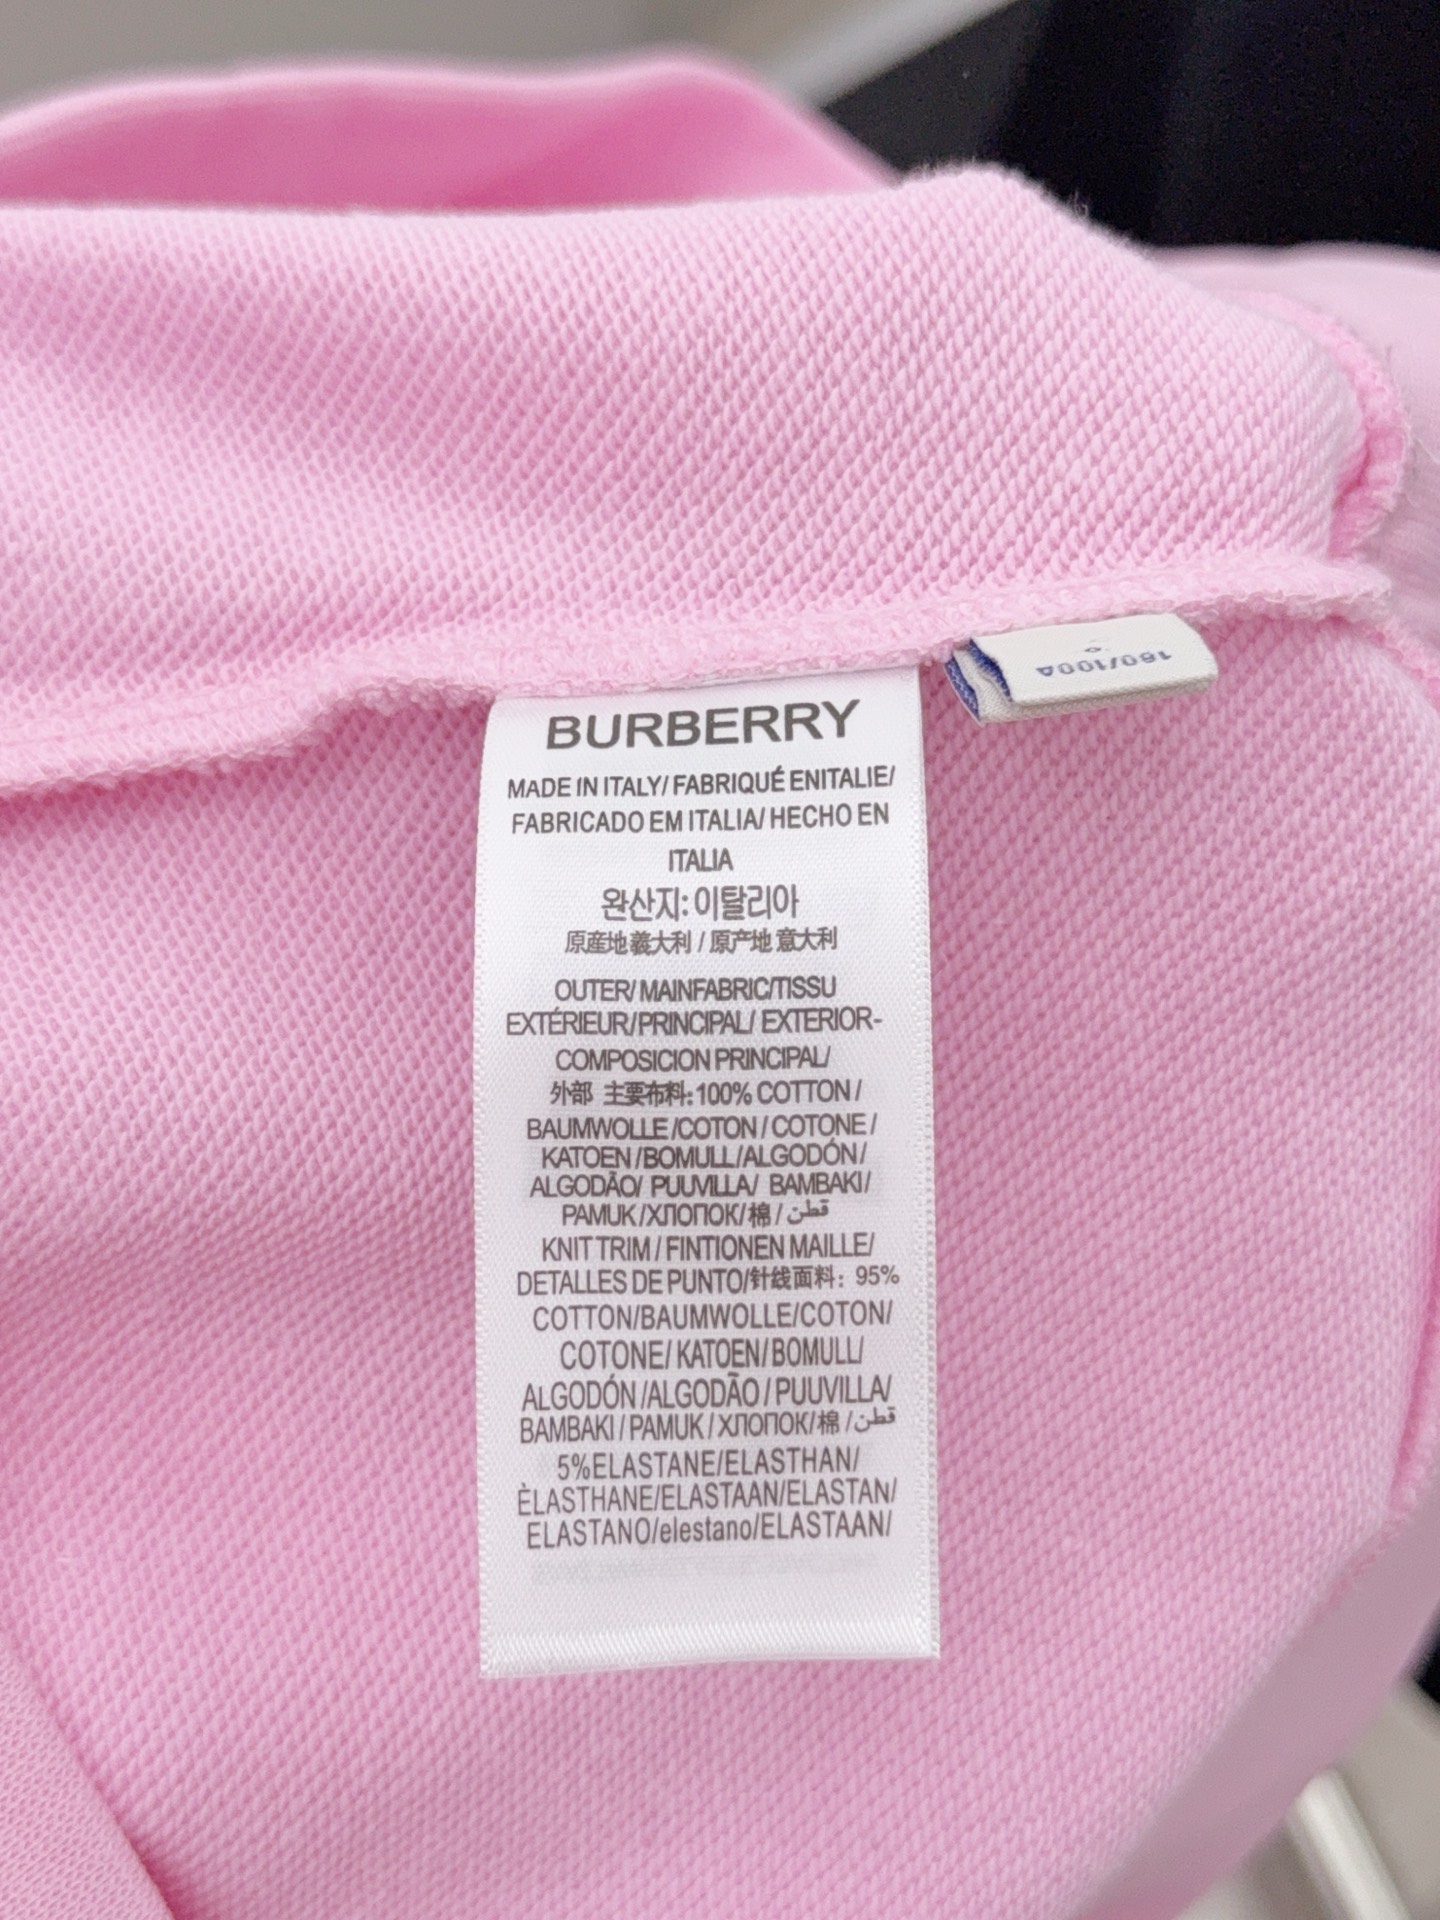 BURBERRY
MADE IN ITALY/ FABRIQUÉ ENITALIE/
FABRICADO EM ITALIA/ HECHO EN
ITALIA
완산지: 이탈리아
原産地義大利 / 原产地 意大利
OUTER/ MAINFABRIC/TISSU
EXTÉRIEUR/PRINCIPAL/ EXTERIOR-
COMPOSICION PRINCIPAL/
外部 主要布料: 100% COTTON /
BAUMWOLLE /COTON / COTONE /
KATOEN /BOMULL/ALGODÓN /
ALGODÃO/ PUUVILLA/ BAMBAKI /
PAMUK /ХЛОПОК/ 棉 / قطن
KNIT TRIM / FINTIONEN MAILLE/
DETALLES DE PUNTO/针线面料: 95%
COTTON/BAUMWOLLE/COTON/
COTONE/ KATOEN/ BOMULL/
ALGODÓN /ALGODÃO / PUUVILLA/
BAMBAKI / PAMUK / ХЛОПОК/ 棉 / قطن
5%ELASTANE/ELASTHAN/
ÈLASTHANE/ELASTAAN/ELASTAN/
ELASTANO/elestano/ELASTAAN/
180/100A